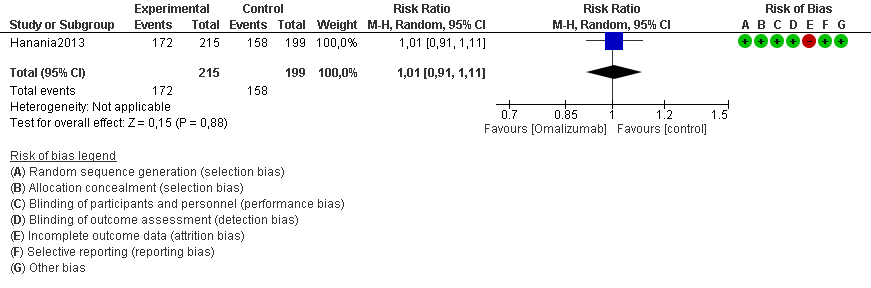 Experimental Control Risk Ratio Risk Ratio Risk of Bias
Study or Subgroup Events Total Events Total Weight M-H, Random, 95% CI M-H, Random, 95% CI A B C D E F G
Hanania2013 172 215 158 199 100,0% 1,01 [0,91, 1,11]
Total (95% CI) 215 199 100,0% 1,01 [0,91, 1,11]
Total events 172 158
Heterogeneity: Not applicable
Test for overall effect: Z = 0,15 (P = 0,88)
0.7 0.85 1 1.2 1.5
Favours [Omalizumab] Favours [control]
Risk of bias legend
(A) Random sequence generation (selection bias)
(B) Allocation concealment (selection bias)
(C) Blinding of participants and personnel (performance bias)
(D) Blinding of outcome assessment (detection bias)
(E) Incomplete outcome data (attrition bias)
(F) Selective reporting (reporting bias)
(G) Other bias